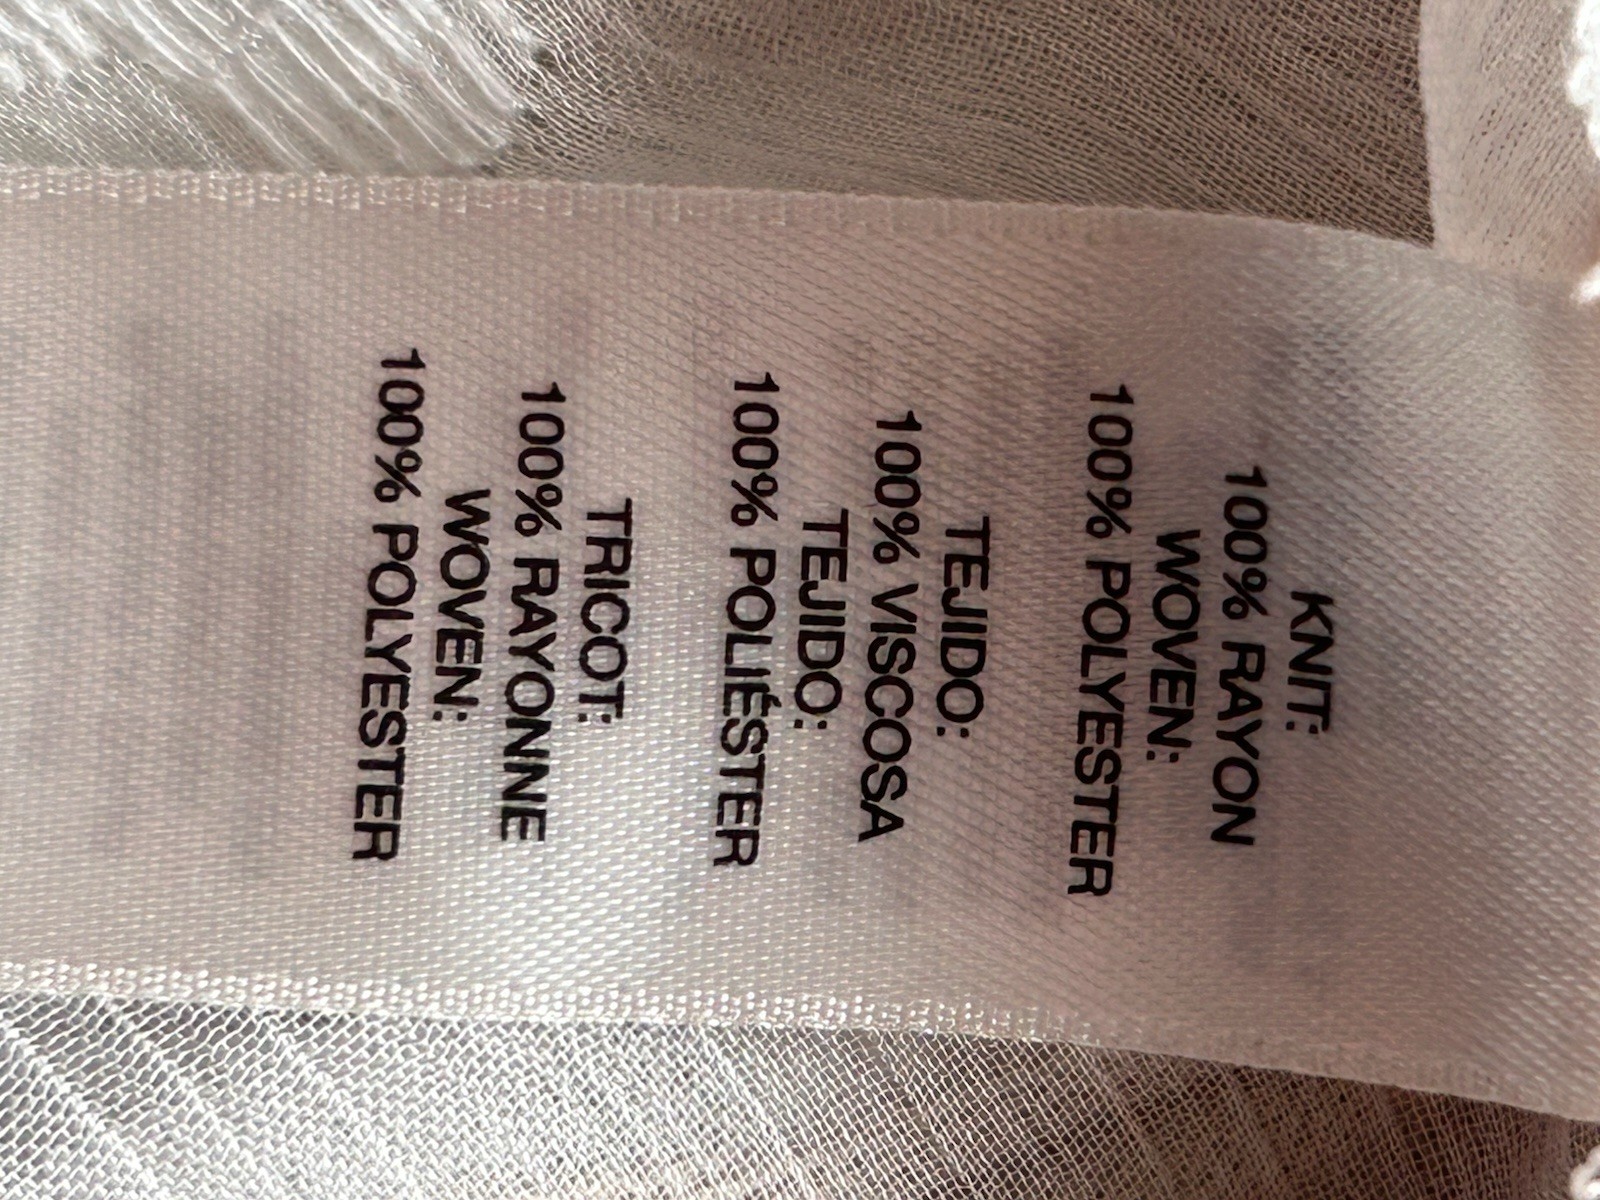 KNIT:
100% RAYON
WOVEN:
100% POLYESTER
TEJIDO:
100% VISCOSA
TEJIDO:
100% POLIÉSTER
TRICOT:
100% RAYONNE
WOVEN:
100% POLYESTER